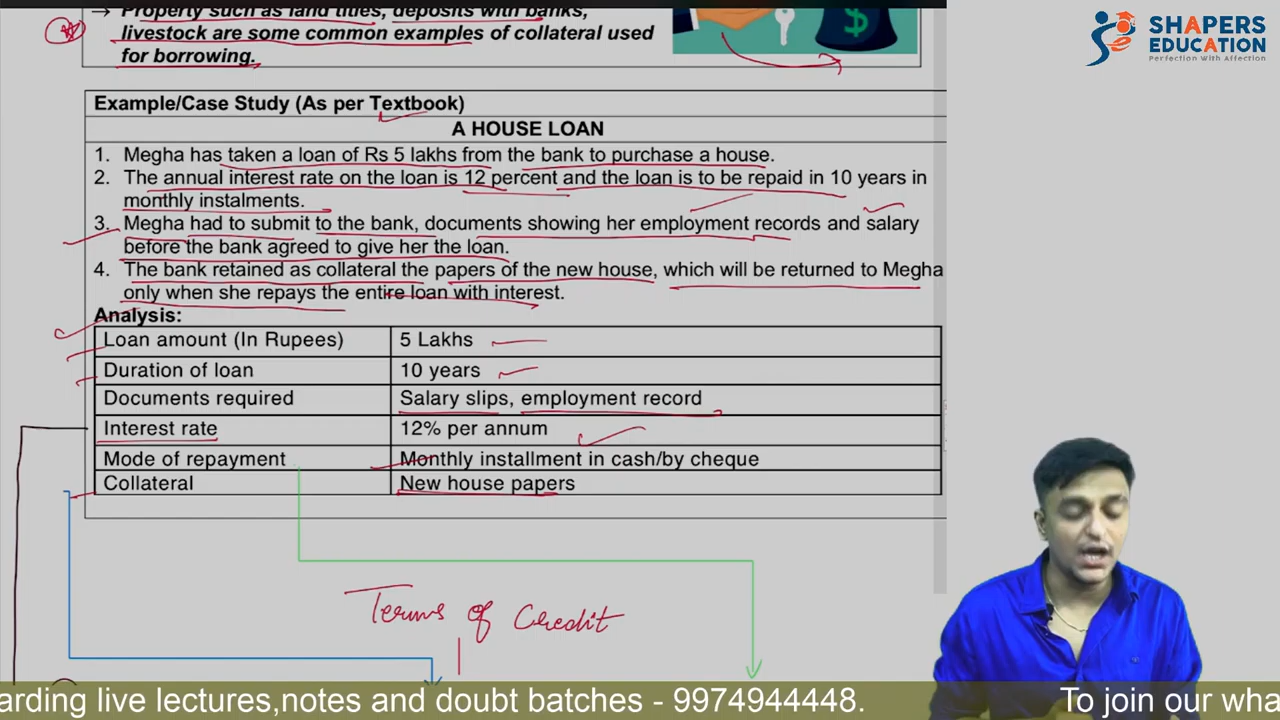 → Property such as land titles, deposits with banks,
livestock are some common examples of collateral used
for borrowing.
$
SHAPERS
EDUCATION
Perfection With Affection
Example/Case Study (As per Textbook)
A HOUSE LOAN
1. Megha has taken a loan of Rs 5 lakhs from the bank to purchase a house.
2. The annual interest rate on the loan is 12 percent and the loan is to be repaid in 10 years in
monthly instalments.
3. Megha had to submit to the bank, documents showing her employment records and salary
before the bank agreed to give her the loan.
4. The bank retained as collateral the papers of the new house, which will be returned to Megha
only when she repays the entire loan with interest.
Analysis:
Loan amount (In Rupees) 5 Lakhs
Duration of loan 10 years
Documents required Salary slips, employment record
Interest rate 12% per annum
Mode of repayment Monthly installment in cash/by cheque
Collateral New house papers
Terms of Credit
arding live lectures,notes and doubt batches - 9974944448. To join our wha